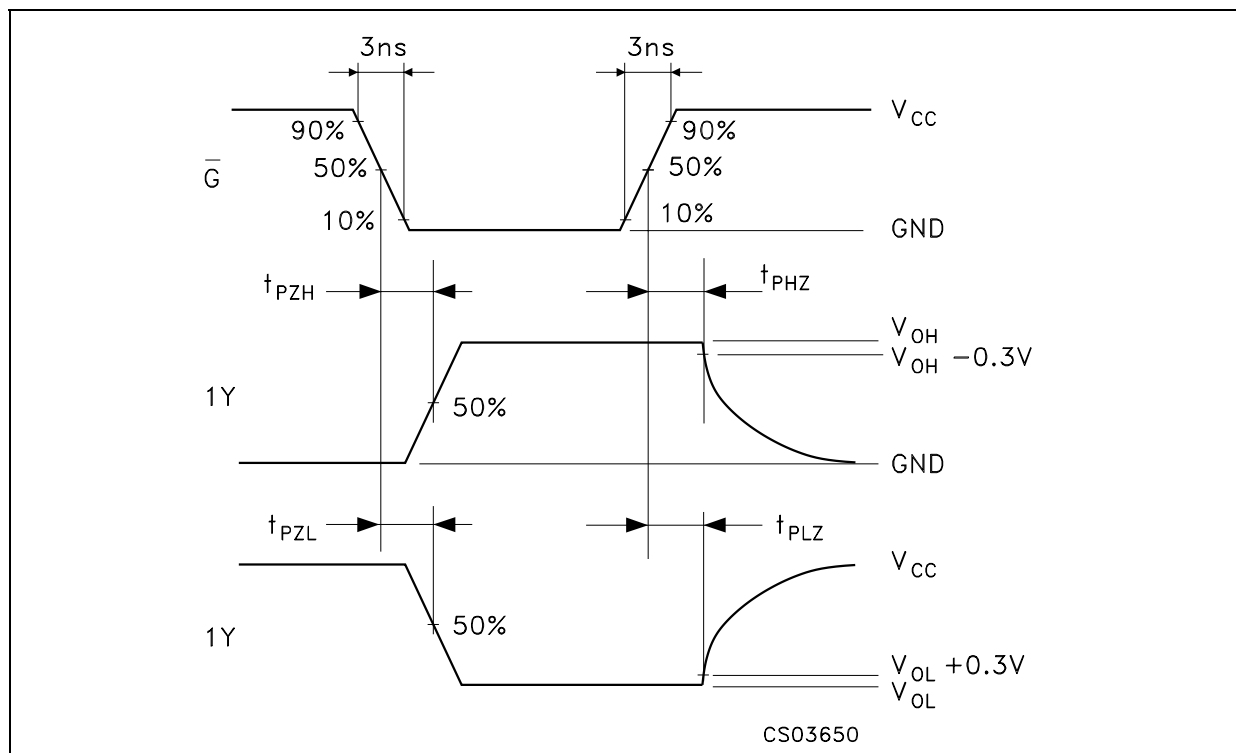 3ns 3ns
V_CC
90% 90%
G̅ 50% 50%
10% 10%
GND
t_PZH t_PHZ
V_OH
V_OH −0.3V
1Y 50%
GND
t_PZL t_PLZ
V_CC
1Y 50%
V_OL +0.3V
V_OL
CS03650